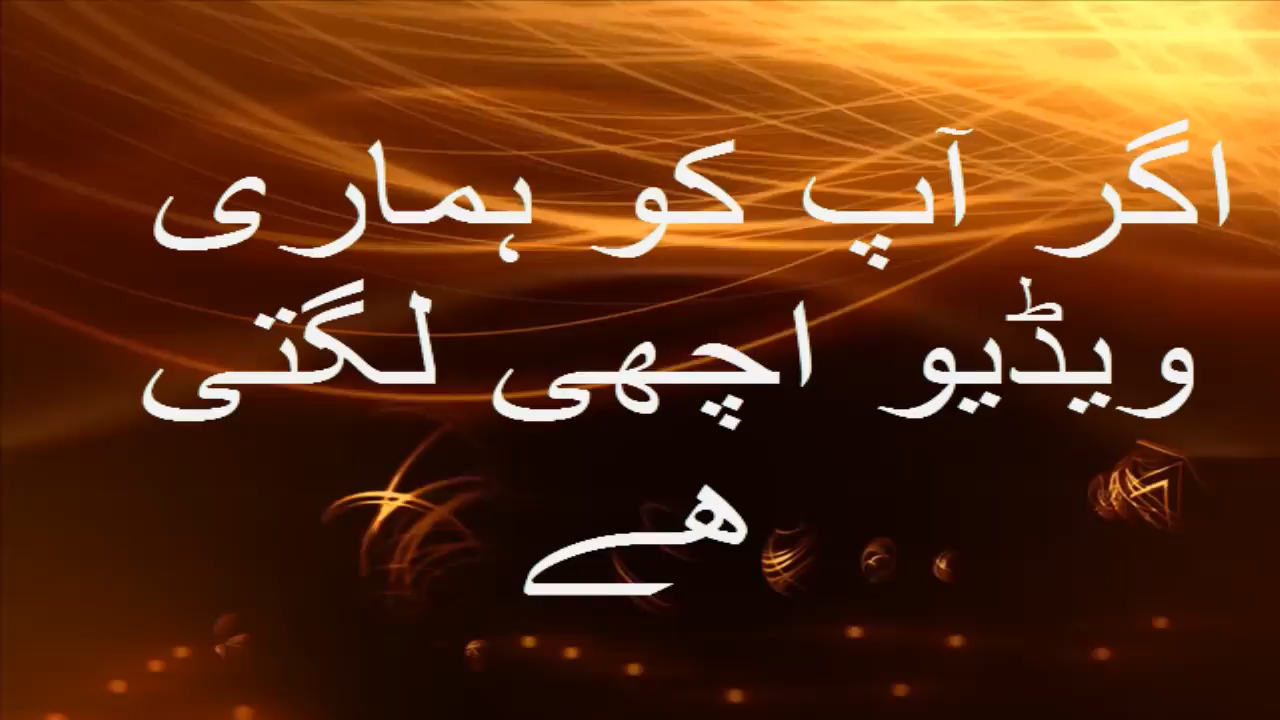 اگر آپ کو ہماری
ویڈیو اچھی لگتی
ھے